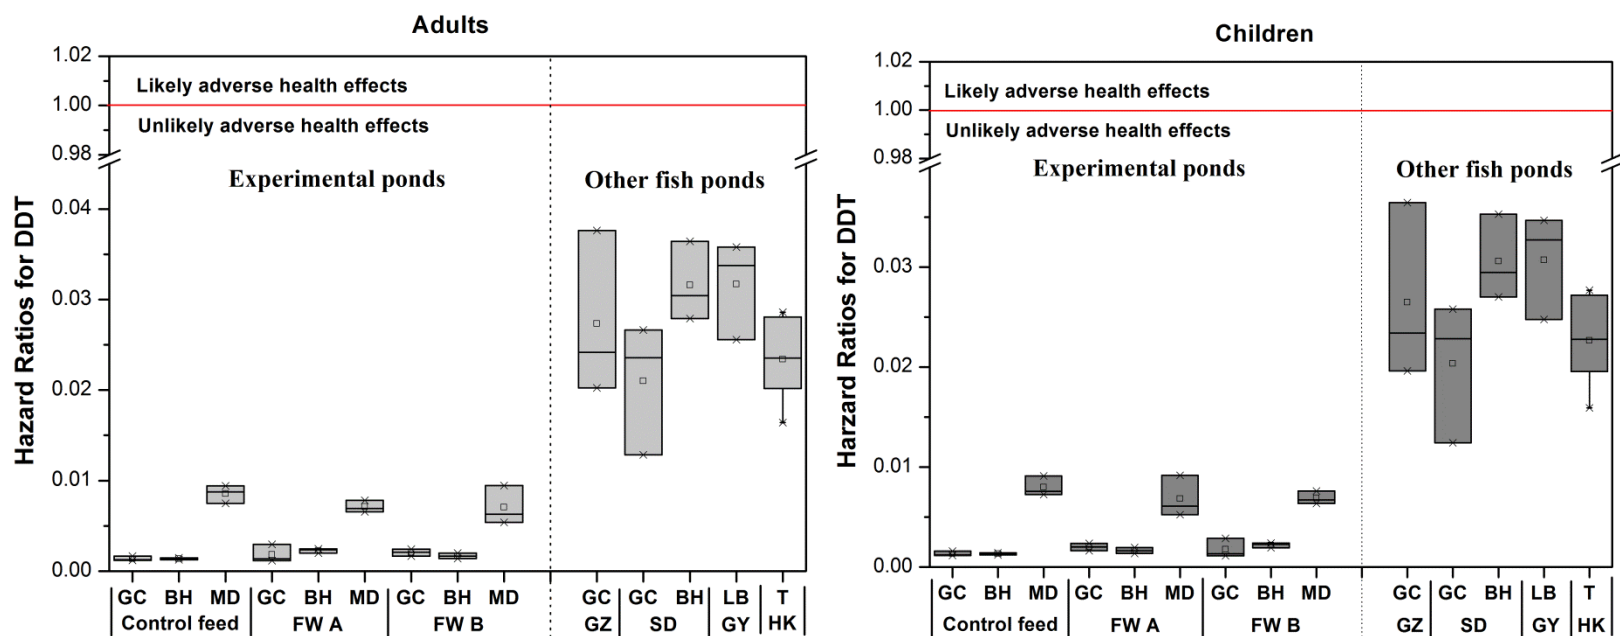 Adults
1.02
Likely adverse health effects
1.00
Unlikely adverse health effects
0.98
Experimental ponds
Other fish ponds
0.04
0.03
0.02
0.01
0.00
Hazard Ratios for DDT
GC BH MD GC BH MD GC BH MD GC GC BH LB T
Control feed FW A FW B GZ SD GY HK
Children
1.02
Likely adverse health effects
1.00
Unlikely adverse health effects
0.98
Experimental ponds
Other fish ponds
0.03
0.02
0.01
0.00
Harzard Ratios for DDT
GC BH MD GC BH MD GC BH MD GC GC BH LB T
Control feed FW A FW B GZ SD GY HK